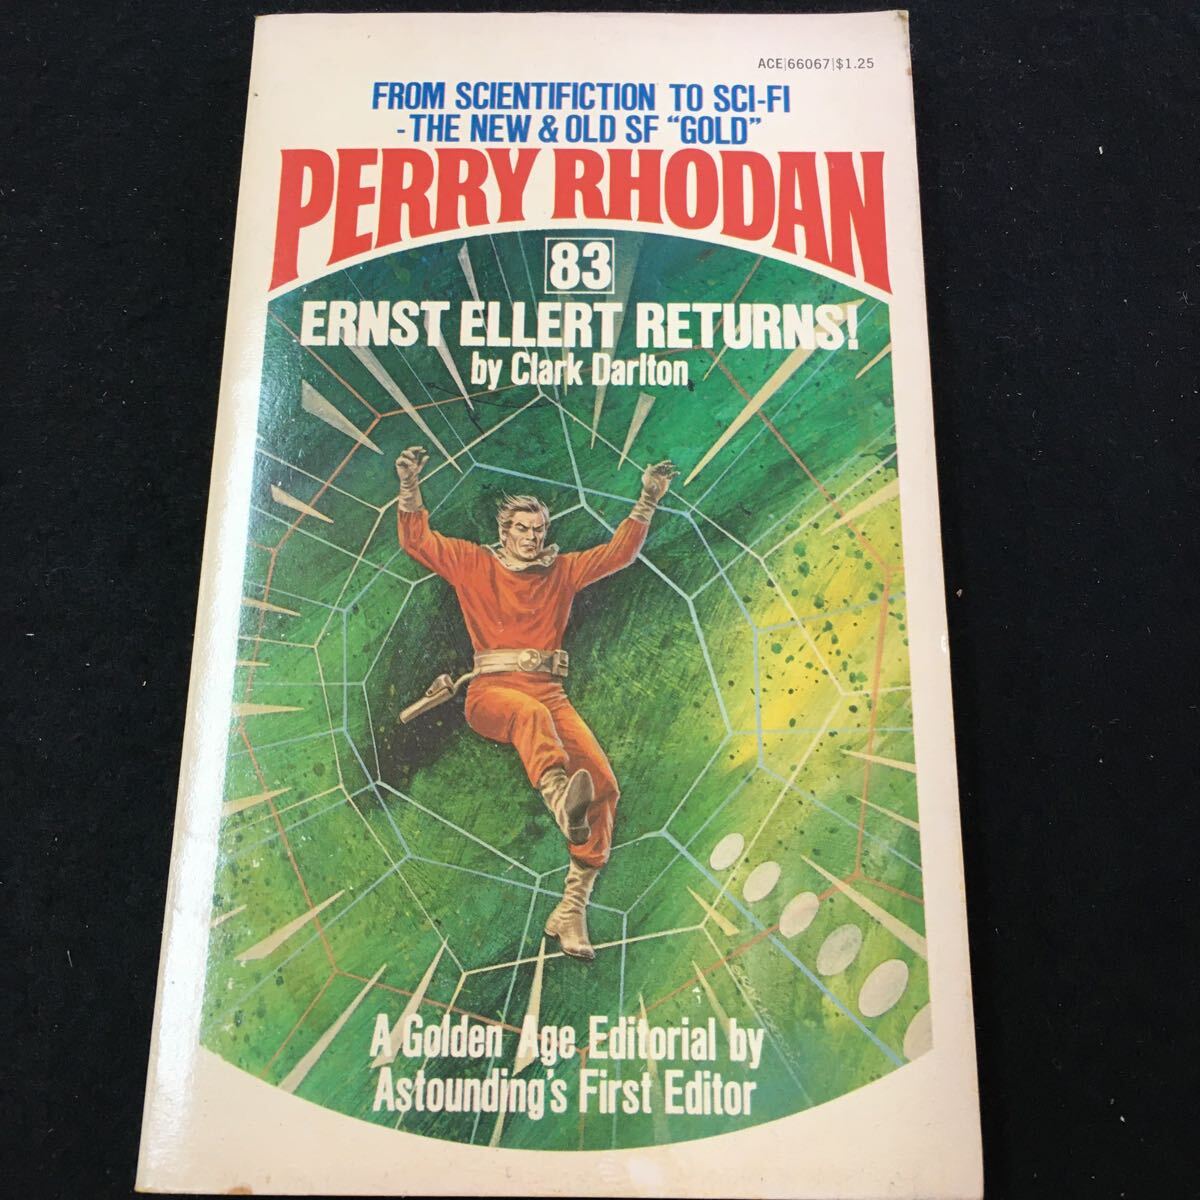 ACE|66067|$1.25
FROM SCIENTIFICTION TO SCI-FI
-THE NEW & OLD SF “GOLD”
PERRY RHODAN
83
ERNST ELLERT RETURNS!
by Clark Darlton
A Golden Age Editorial by
Astounding's First Editor